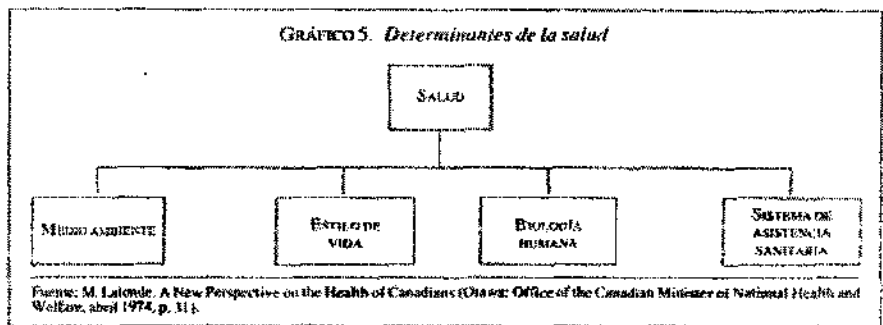 GRÁFICO 5. Determinantes de la salud
SALUD
MEDIO AMBIENTE
ESTILO DE
VIDA
BIOLOGÍA
HUMANA
SISTEMA DE
ASISTENCIA
SANITARIA
Fuente: M. Lalonde, A New Perspective on the Health of Canadians (Otawa: Office of the Canadian Minister of National Health and
Welfare, abril 1974, p. 31).